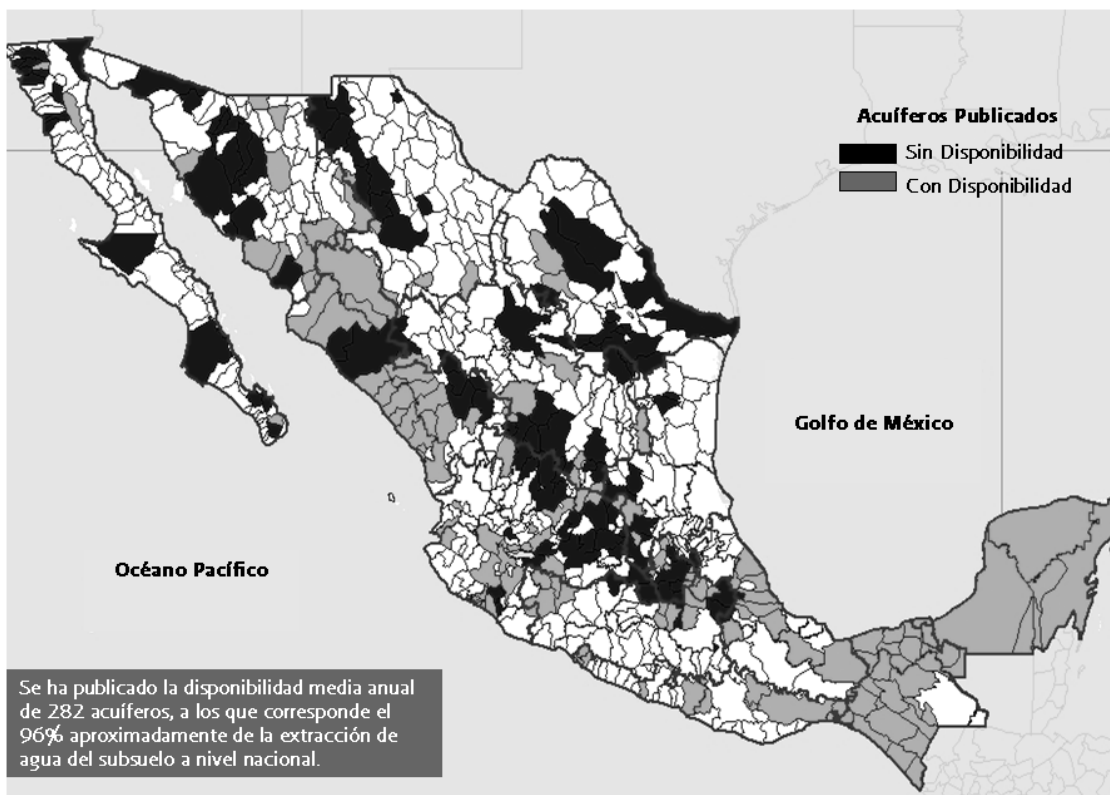 Acuíferos Publicados
Sin Disponibilidad
Con Disponibilidad
Golfo de México
Océano Pacífico
Se ha publicado la disponibilidad media anual
de 282 acuíferos, a los que corresponde el
96% aproximadamente de la extracción de
agua del subsuelo a nivel nacional.